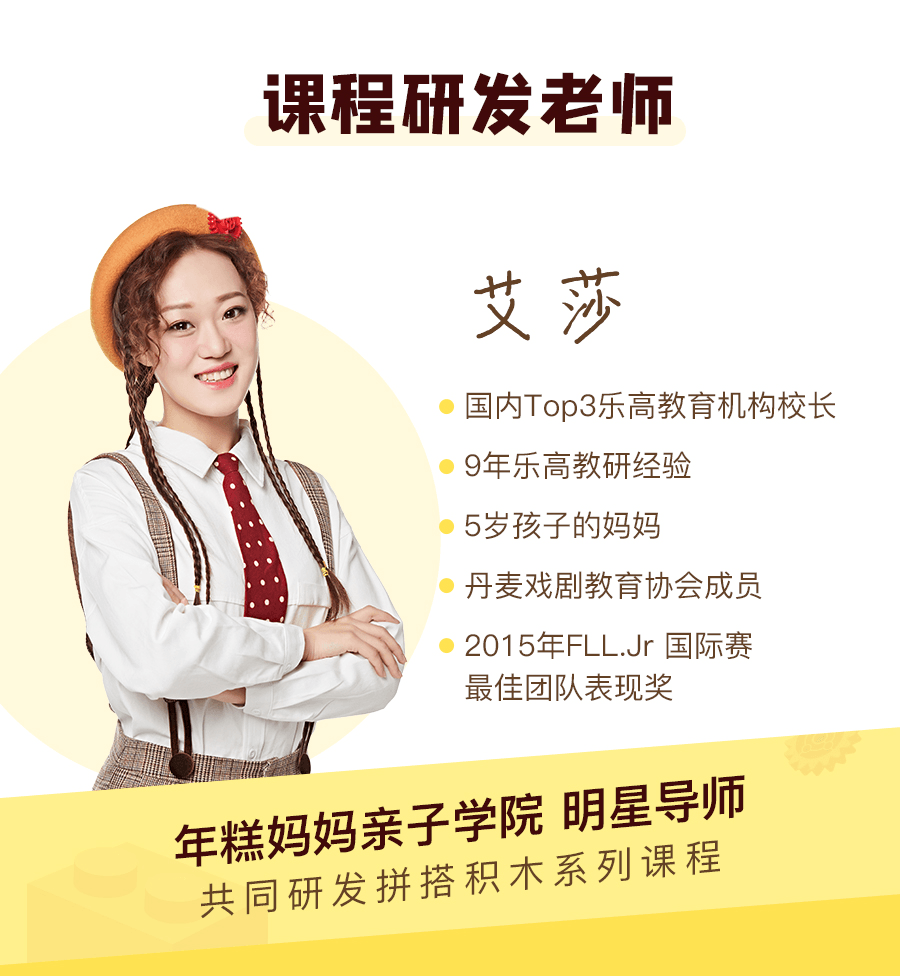 课程研发老师
艾莎
国内Top3乐高教育机构校长
9年乐高教研经验
5岁孩子的妈妈
丹麦戏剧教育协会成员
2015年FLL.Jr 国际赛
最佳团队表现奖
年糕妈妈亲子学院 明星导师
共同研发拼搭积木系列课程